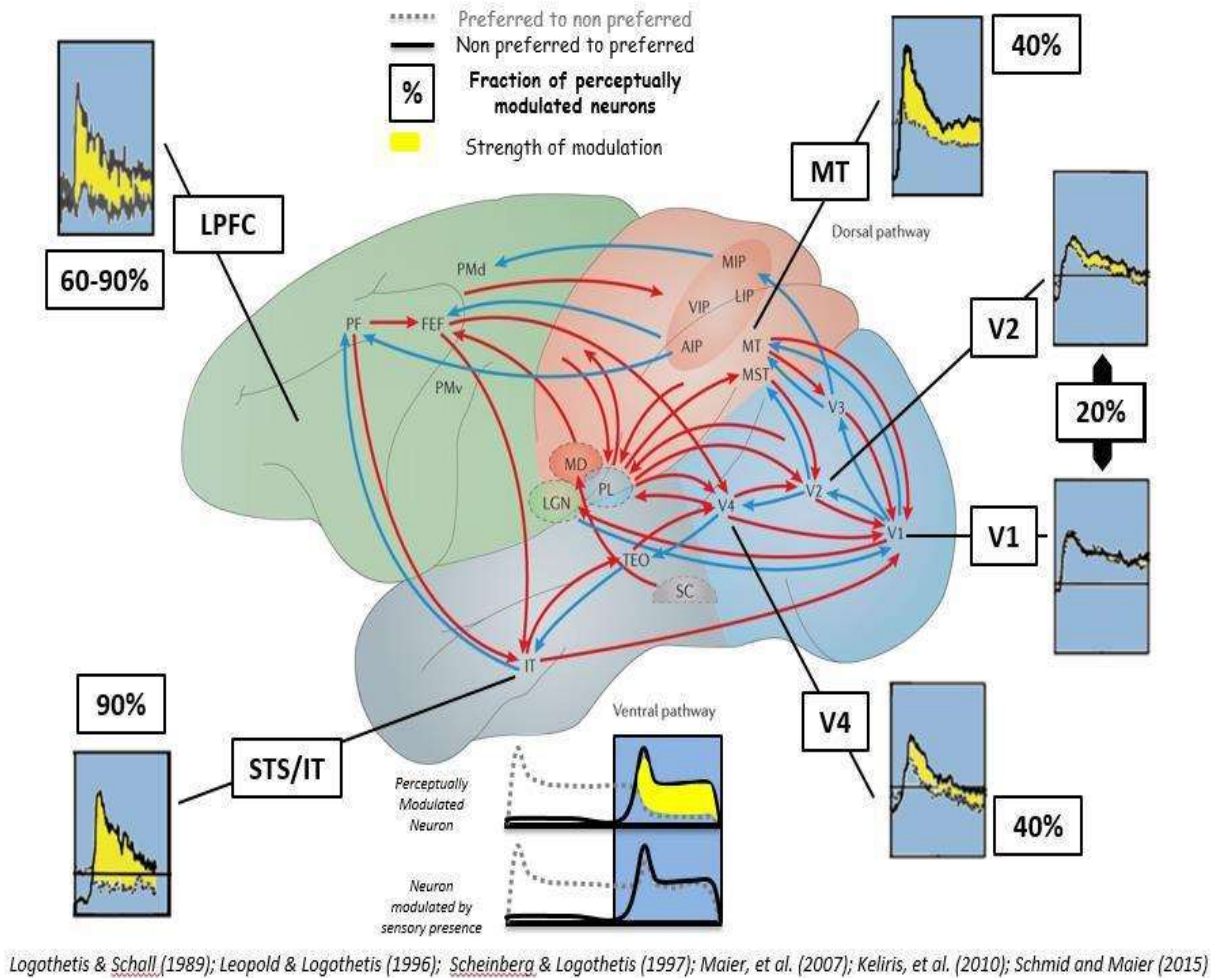 Preferred to non preferred
Non preferred to preferred
%
Fraction of perceptually
modulated neurons
Strength of modulation
40%
MT
LPFC
60-90%
Dorsal pathway
PMd
MIP
VIP
LIP
PF
FEF
AIP
MT
MST
PMv
V3
V2
20%
MD
PL
LGN
V4
V2
V1
V1
TEO
SC
IT
90%
STS/IT
Ventral pathway
V4
40%
Perceptually
Modulated
Neuron
Neuron
modulated by
sensory presence
Logothetis & Schall (1989); Leopold & Logothetis (1996); Scheinberg & Logothetis (1997); Maier, et al. (2007); Keliris, et al. (2010); Schmid and Maier (2015)